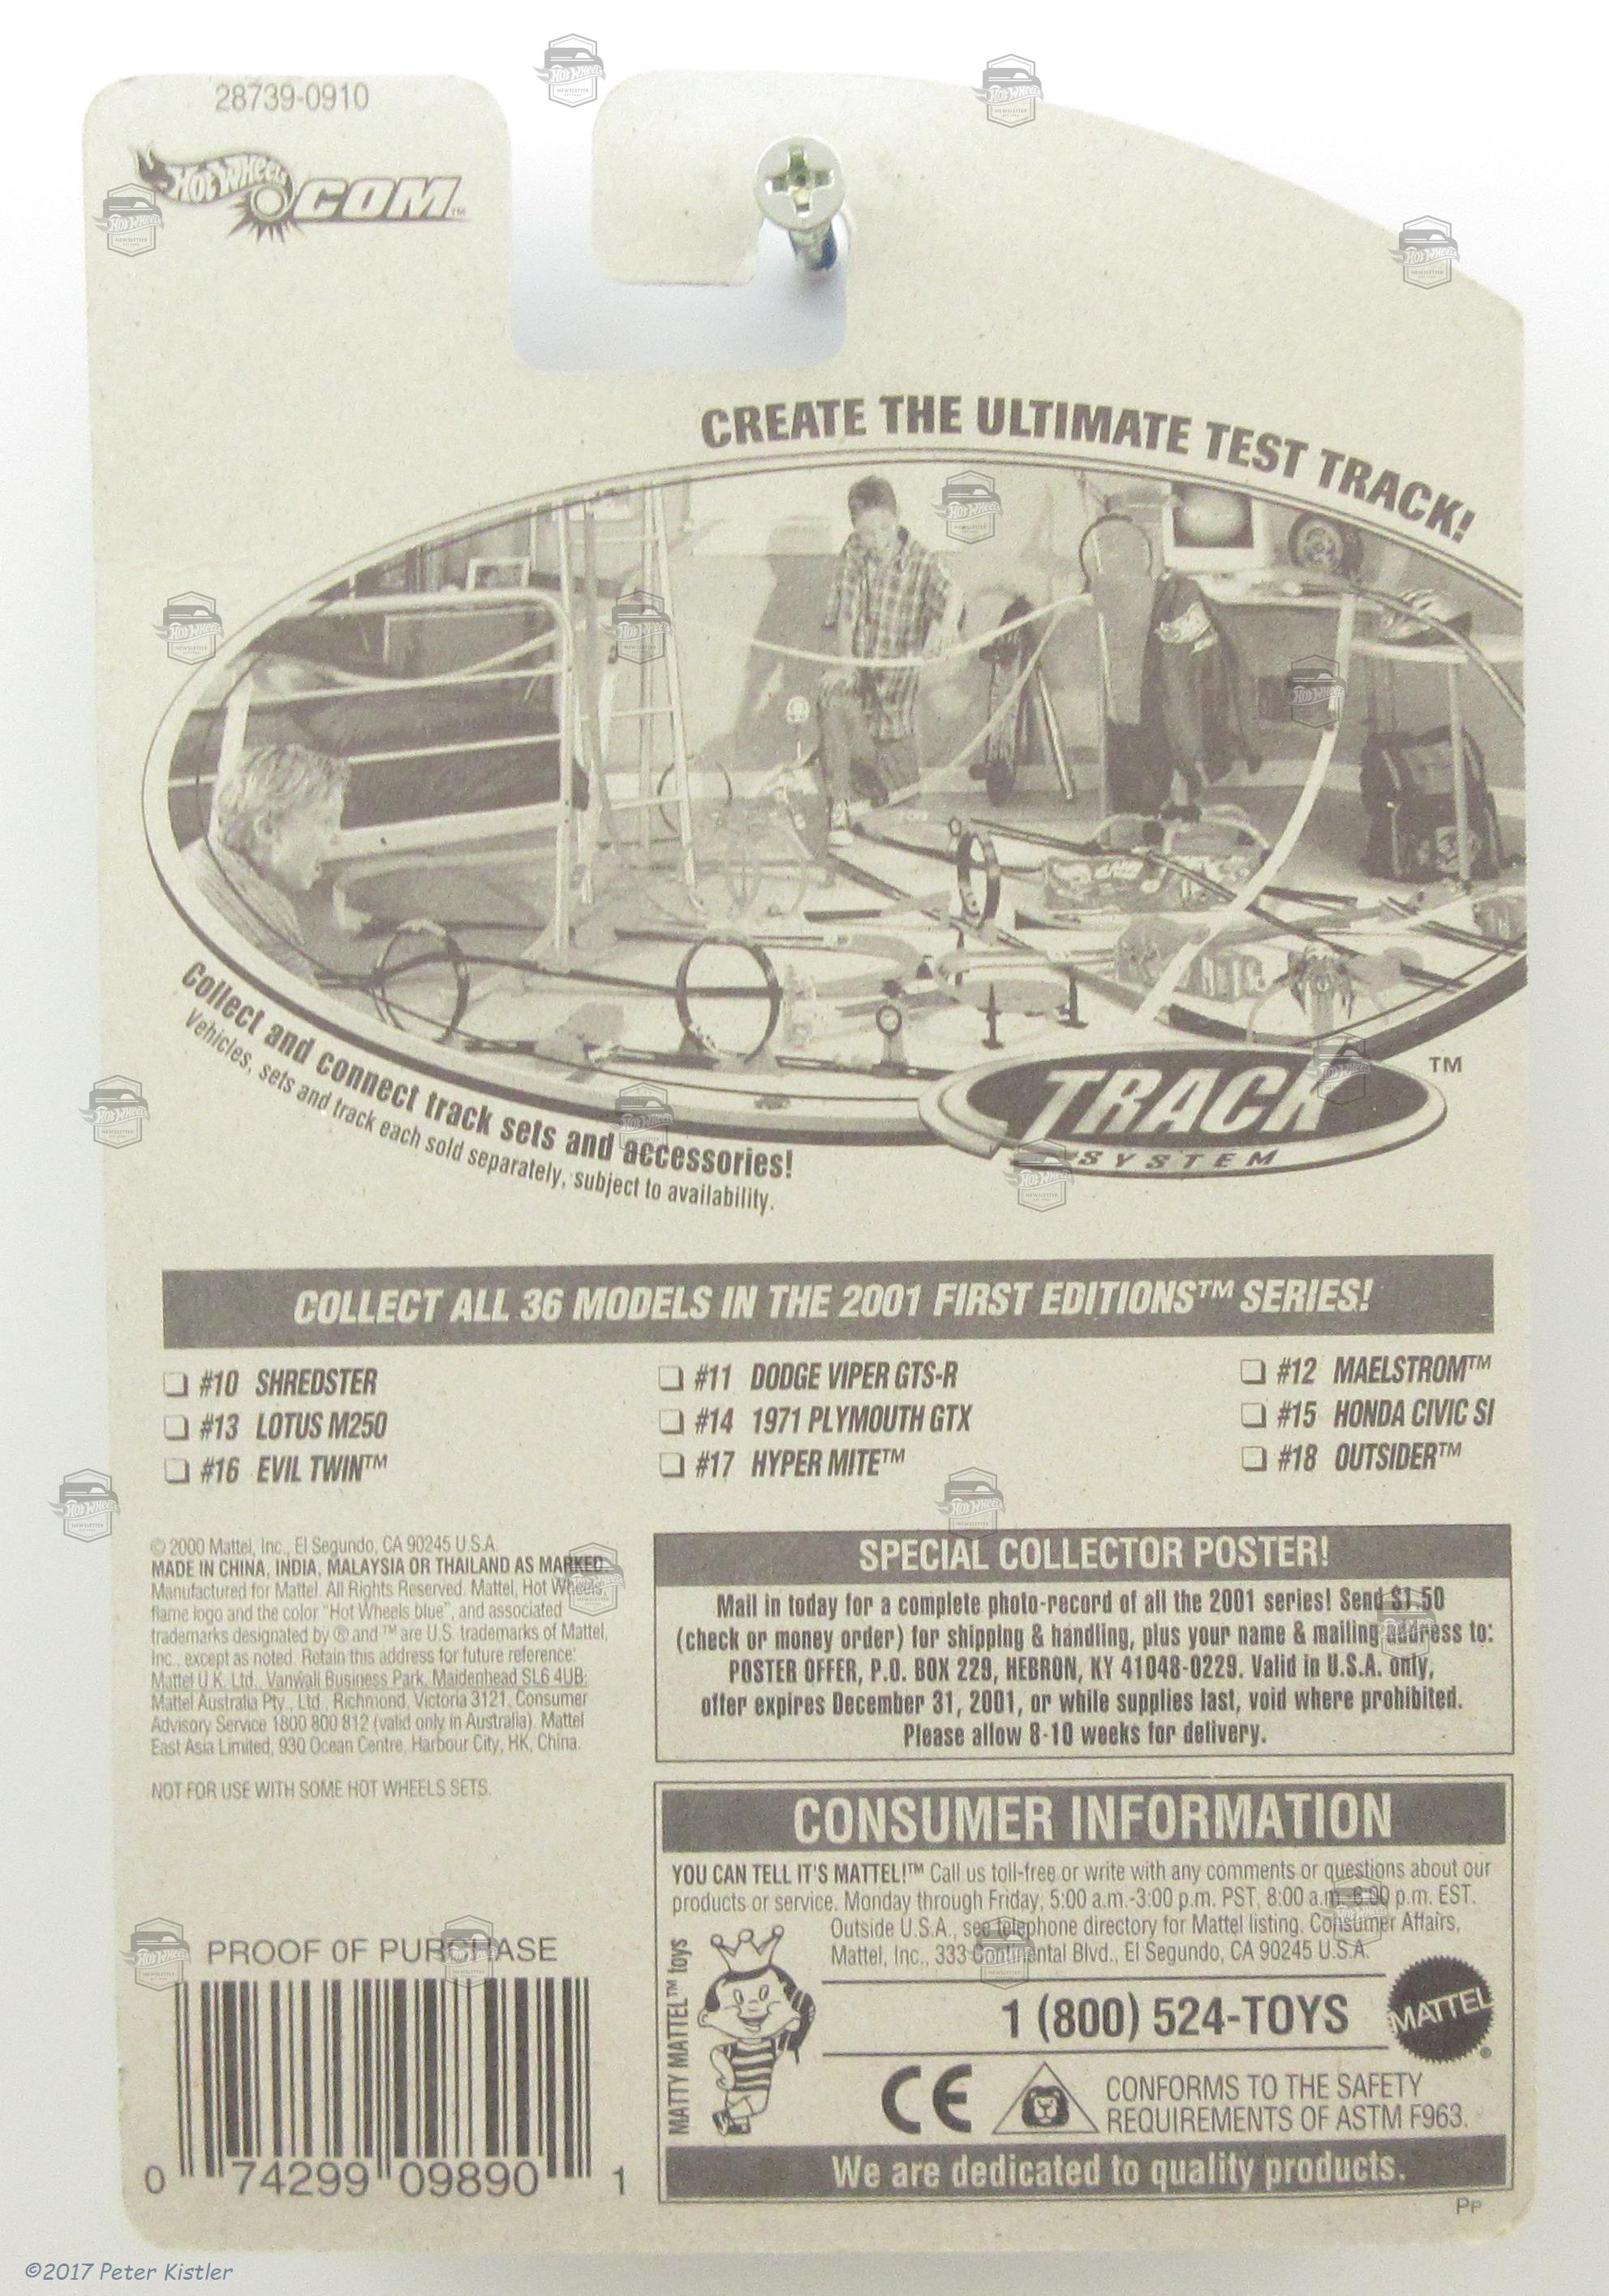 28739-0910
Hot Wheels.COM™
CREATE THE ULTIMATE TEST TRACK!
Collect and connect track sets and accessories!
Vehicles, sets and track each sold separately, subject to availability.
TRACK™
SYSTEM
COLLECT ALL 36 MODELS IN THE 2001 FIRST EDITIONS™ SERIES!
#10 SHREDSTER #11 DODGE VIPER GTS-R #12 MAELSTROM™
#13 LOTUS M250 #14 1971 PLYMOUTH GTX #15 HONDA CIVIC SI
#16 EVIL TWIN™ #17 HYPER MITE™ #18 OUTSIDER™
© 2000 Mattel, Inc., El Segundo, CA 90245 U.S.A.
MADE IN CHINA, INDIA, MALAYSIA OR THAILAND AS MARKED.
Manufactured for Mattel. All Rights Reserved. Mattel, Hot Wheels,
flame logo and the color "Hot Wheels blue", and associated
trademarks designated by ® and ™ are U.S. trademarks of Mattel,
Inc., except as noted. Retain this address for future reference:
Mattel U.K. Ltd., Vanwall Business Park, Maidenhead SL6 4UB;
Mattel Australia Pty., Ltd., Richmond, Victoria 3121, Consumer
Advisory Service 1800 800 812 (valid only in Australia). Mattel
East Asia Limited, 930 Ocean Centre, Harbour City, HK, China.
NOT FOR USE WITH SOME HOT WHEELS SETS.
SPECIAL COLLECTOR POSTER!
Mail in today for a complete photo-record of all the 2001 series! Send $1.50
(check or money order) for shipping & handling, plus your name & mailing address to:
POSTER OFFER, P.O. BOX 229, HEBRON, KY 41048-0229. Valid in U.S.A. only,
offer expires December 31, 2001, or while supplies last, void where prohibited.
Please allow 8-10 weeks for delivery.
CONSUMER INFORMATION
YOU CAN TELL IT'S MATTEL!™ Call us toll-free or write with any comments or questions about our
products or service. Monday through Friday, 5:00 a.m.-3:00 p.m. PST, 8:00 a.m.-6:00 p.m. EST.
Outside U.S.A., see telephone directory for Mattel listing. Consumer Affairs,
Mattel, Inc., 333 Continental Blvd., El Segundo, CA 90245 U.S.A.
MATTY MATTEL™ toys
1 (800) 524-TOYS
MATTEL®
CE
CONFORMS TO THE SAFETY
REQUIREMENTS OF ASTM F963.
We are dedicated to quality products.
PP
PROOF OF PURCHASE
0 74299 09890 1
©2017 Peter Kistler
HOT WHEELS
NEWSLETTER